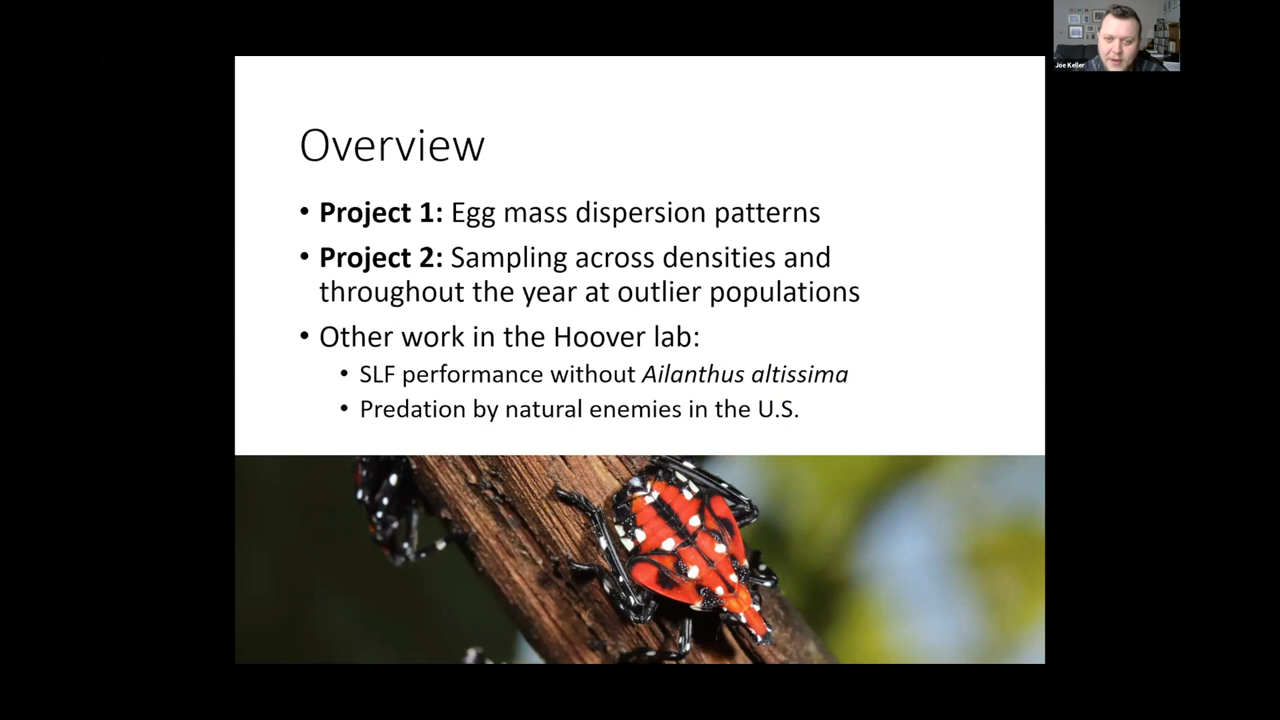 Joe Keller
Overview
• Project 1: Egg mass dispersion patterns
• Project 2: Sampling across densities and
throughout the year at outlier populations
• Other work in the Hoover lab:
• SLF performance without Ailanthus altissima
• Predation by natural enemies in the U.S.